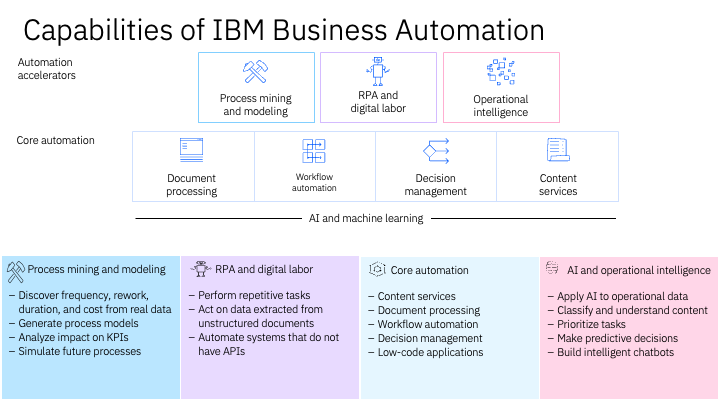 Capabilities of IBM Business Automation
Automation
accelerators
Process mining
and modeling
RPA and
digital labor
Operational
intelligence
Core automation
Document
processing
Workflow
automation
Decision
management
Content
services
AI and machine learning
Process mining and modeling
– Discover frequency, rework,
duration, and cost from real data
– Generate process models
– Analyze impact on KPIs
– Simulate future processes
RPA and digital labor
– Perform repetitive tasks
– Act on data extracted from
unstructured documents
– Automate systems that do not
have APIs
Core automation
– Content services
– Document processing
– Workflow automation
– Decision management
– Low-code applications
AI and operational intelligence
– Apply AI to operational data
– Classify and understand content
– Prioritize tasks
– Make predictive decisions
– Build intelligent chatbots